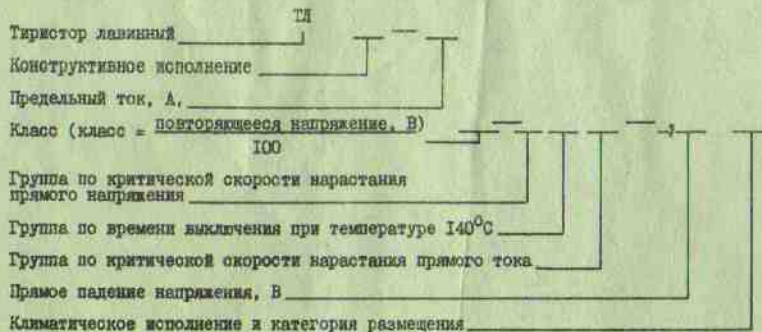 ТЛ
Тиристор лавинный
Конструктивное исполнение
Предельный ток, А,
Класс (класс = повторяющееся напряжение, В)
I00
Группа по критической скорости нарастания
прямого напряжения
Группа по времени выключения при температуре I40°С
Группа по критической скорости нарастания прямого тока
Прямое падение напряжения, В
Климатическое исполнение и категория размещения